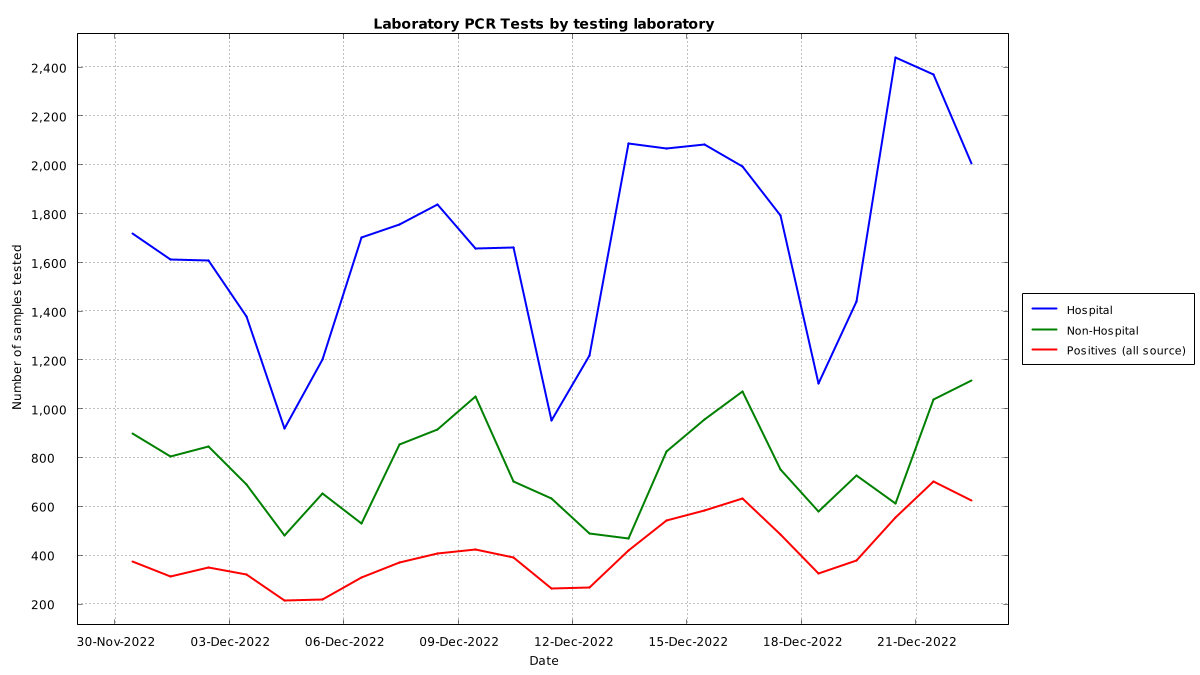 Laboratory PCR Tests by testing laboratory
2,400
2,200
2,000
1,800
1,600
1,400
1,200
1,000
800
600
400
200
Number of samples tested
30-Nov-2022
03-Dec-2022
06-Dec-2022
09-Dec-2022
12-Dec-2022
15-Dec-2022
18-Dec-2022
21-Dec-2022
Date
Hospital
Non-Hospital
Positives (all source)